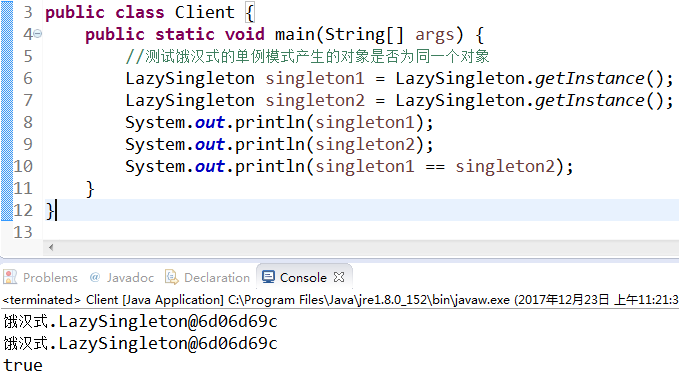 3 public class Client {
4 public static void main(String[] args) {
5 //测试饿汉式的单例模式产生的对象是否为同一个对象
6 LazySingleton singleton1 = LazySingleton.getInstance();
7 LazySingleton singleton2 = LazySingleton.getInstance();
8 System.out.println(singleton1);
9 System.out.println(singleton2);
10 System.out.println(singleton1 == singleton2);
11 }
12 }
13
Problems @ Javadoc Declaration Console
<terminated> Client [Java Application] C:\Program Files\Java\jre1.8.0_152\bin\javaw.exe (2017年12月23日 上午11:21:3
饿汉式.LazySingleton@6d06d69c
饿汉式.LazySingleton@6d06d69c
true